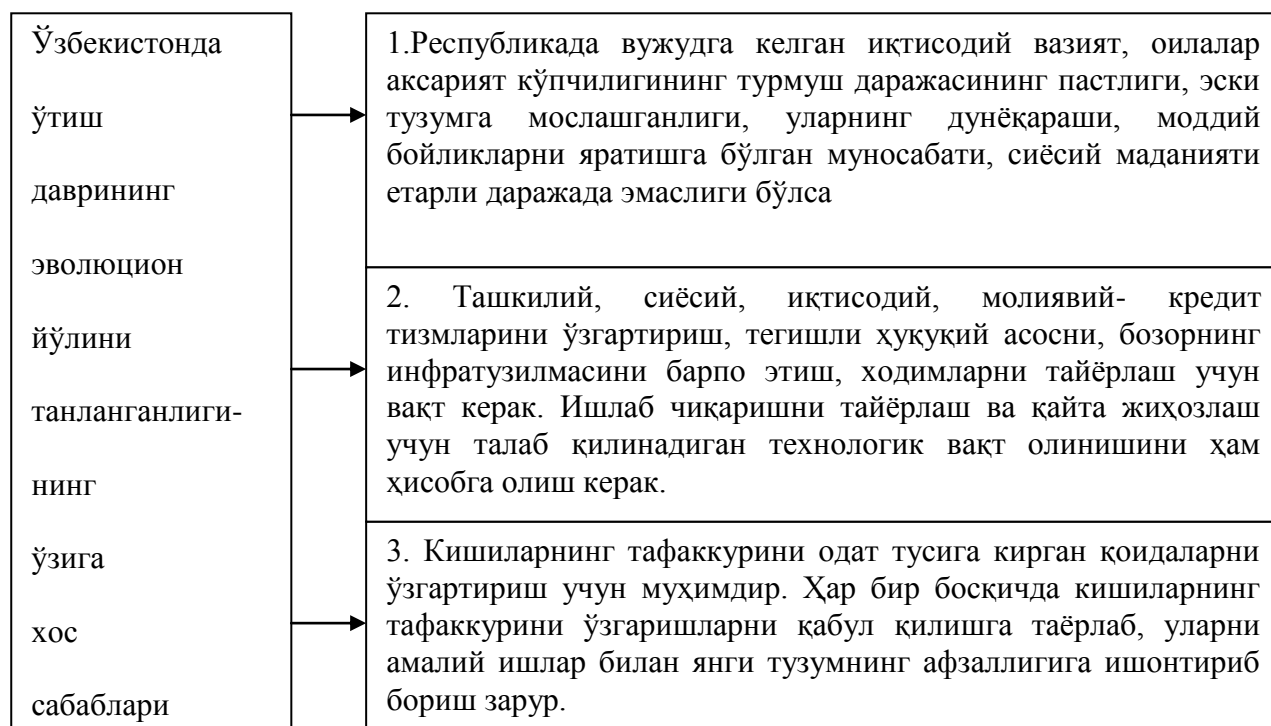 Ўзбекистонда
ўтиш
даврининг
эволюцион
йўлини
танланганлиги-
нинг
ўзига
хос
сабаблари
1.Республикада вужудга келган иқтисодий вазият, оилалар
аксарият кўпчилигининг турмуш даражасининг пастлиги, эски
тузумга мослашганлиги, уларнинг дунёқараши, моддий
бойликларни яратишга бўлган муносабати, сиёсий маданияти
етарли даражада эмаслиги бўлса
2. Ташкилий, сиёсий, иқтисодий, молиявий- кредит
тизмларини ўзгартириш, тегишли ҳуқуқий асосни, бозорнинг
инфратузилмасини барпо этиш, ходимларни тайёрлаш учун
вақт керак. Ишлаб чиқаришни тайёрлаш ва қайта жиҳозлаш
учун талаб қилинадиган технологик вақт олинишини ҳам
ҳисобга олиш керак.
3. Кишиларнинг тафаккурини одат тусига кирган қоидаларни
ўзгартириш учун муҳимдир. Ҳар бир босқичда кишиларнинг
тафаккурини ўзгаришларни қабул қилишга таёрлаб, уларни
амалий ишлар билан янги тузумнинг афзаллигига ишонтириб
бориш зарур.